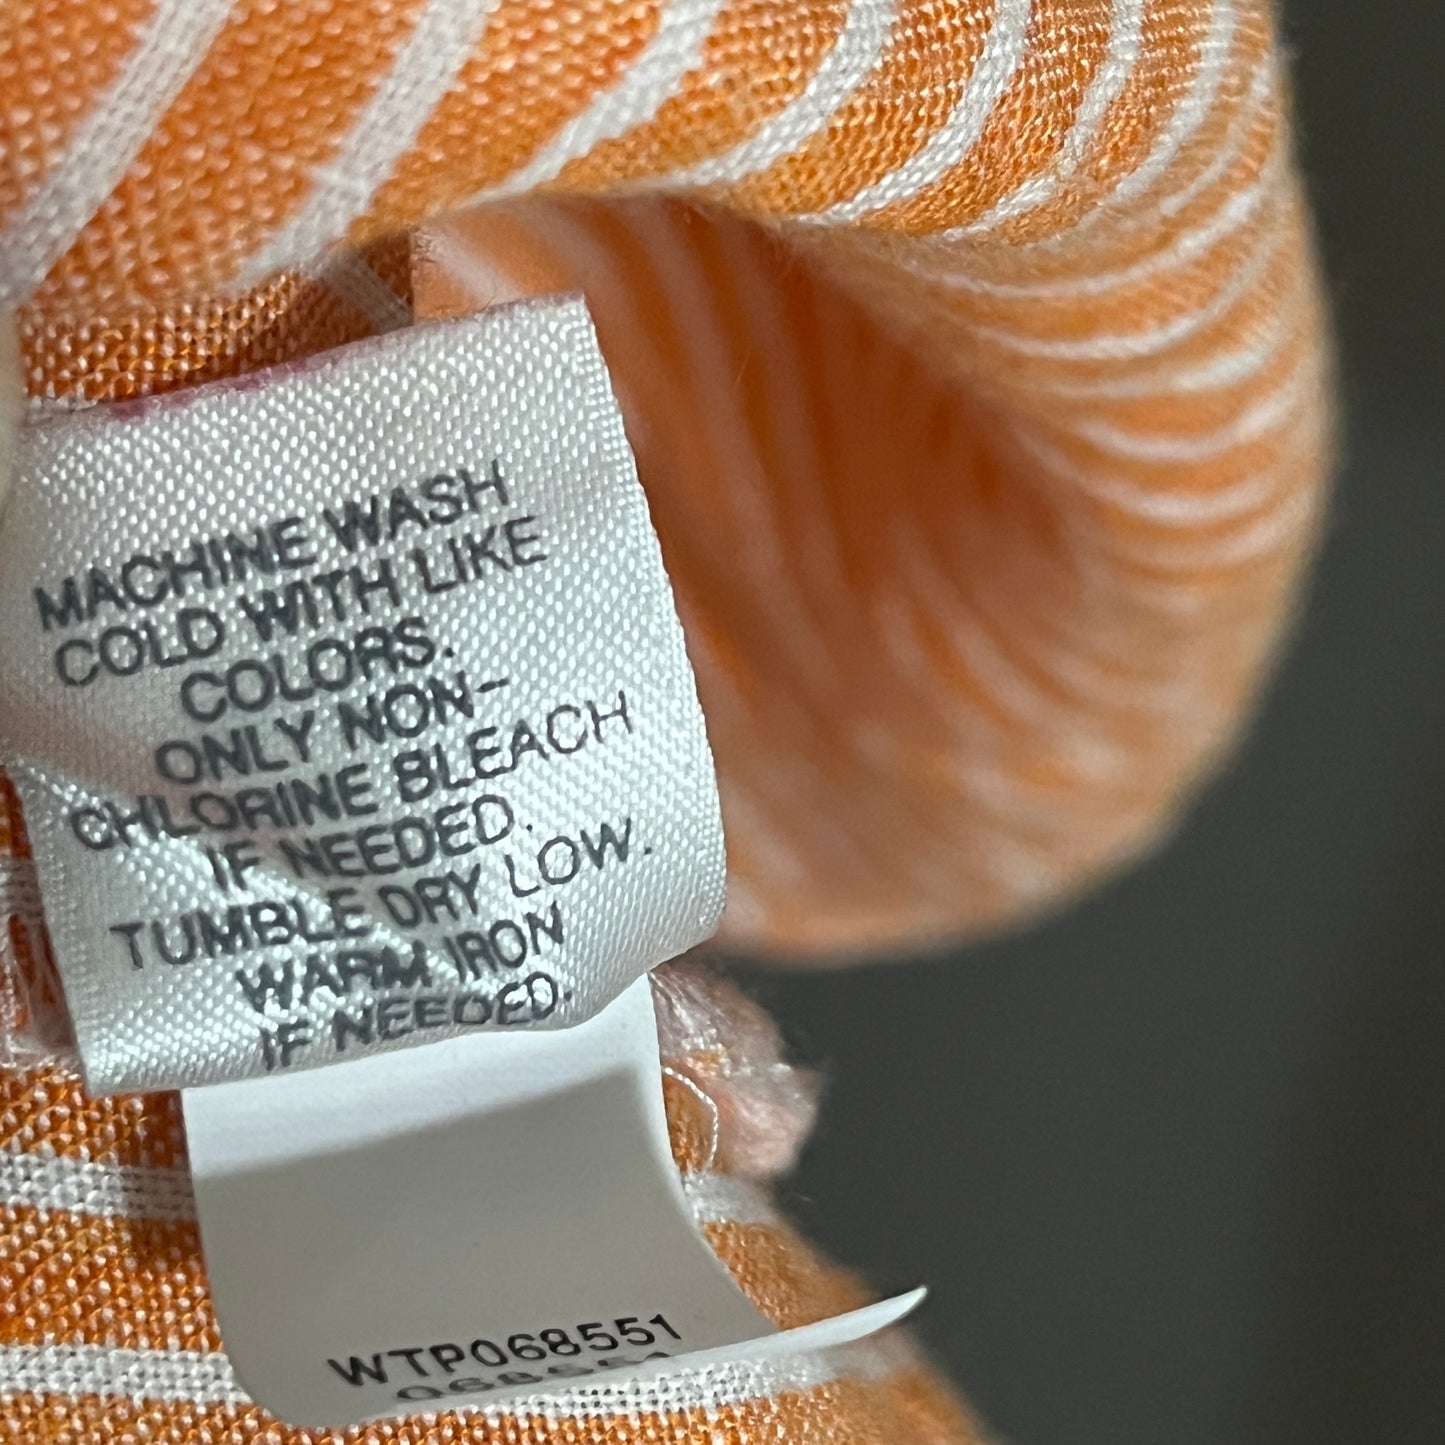 MACHINE WASH
COLD WITH LIKE
COLORS.
ONLY NON-
CHLORINE BLEACH
IF NEEDED.
TUMBLE DRY LOW.
WARM IRON
IF NEEDED.
WTP068551